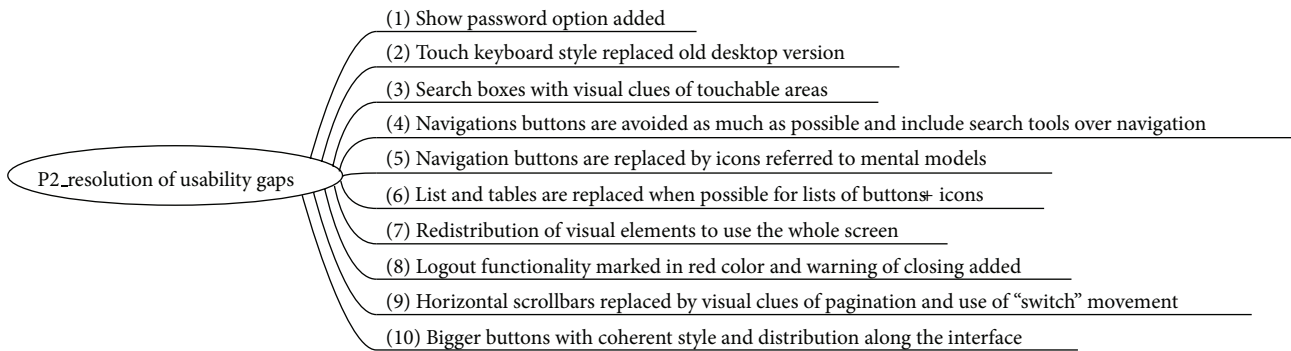 (1) Show password option added
(2) Touch keyboard style replaced old desktop version
(3) Search boxes with visual clues of touchable areas
(4) Navigations buttons are avoided as much as possible and include search tools over navigation
(5) Navigation buttons are replaced by icons referred to mental models
P2_resolution of usability gaps
(6) List and tables are replaced when possible for lists of buttons+ icons
(7) Redistribution of visual elements to use the whole screen
(8) Logout functionality marked in red color and warning of closing added
(9) Horizontal scrollbars replaced by visual clues of pagination and use of “switch” movement
(10) Bigger buttons with coherent style and distribution along the interface